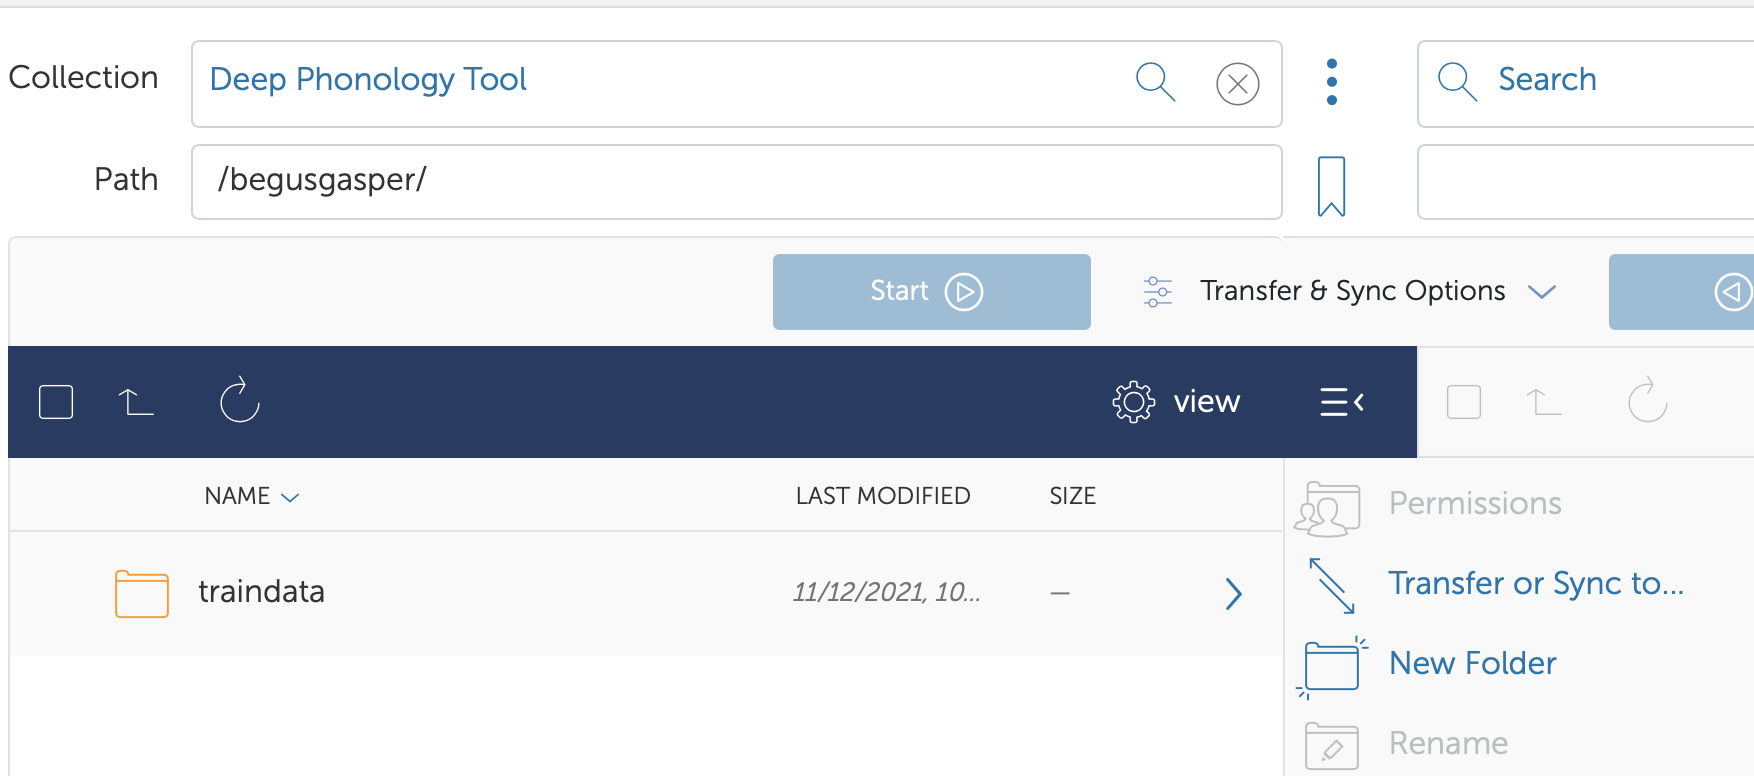 Collection
Deep Phonology Tool
Search
Path
/begusgasper/
Start
Transfer & Sync Options
view
NAME
LAST MODIFIED
SIZE
traindata
11/12/2021, 10...
—
Permissions
Transfer or Sync to...
New Folder
Rename